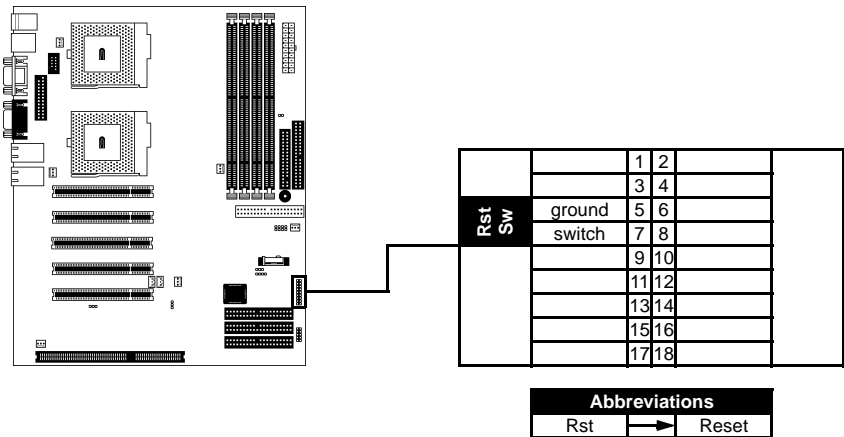 1 2
3 4
Rst Sw
ground 5 6
switch 7 8
9 10
11 12
13 14
15 16
17 18
Abbreviations
Rst Reset